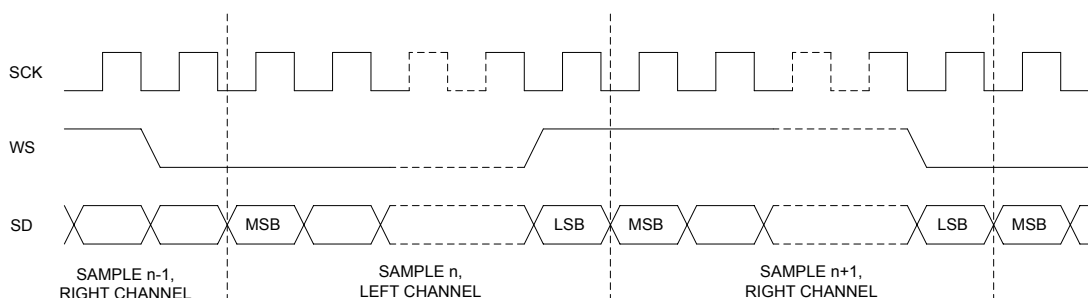 SCK
WS
SD
MSB
LSB
MSB
LSB
MSB
SAMPLE n-1,
RIGHT CHANNEL
SAMPLE n,
LEFT CHANNEL
SAMPLE n+1,
RIGHT CHANNEL